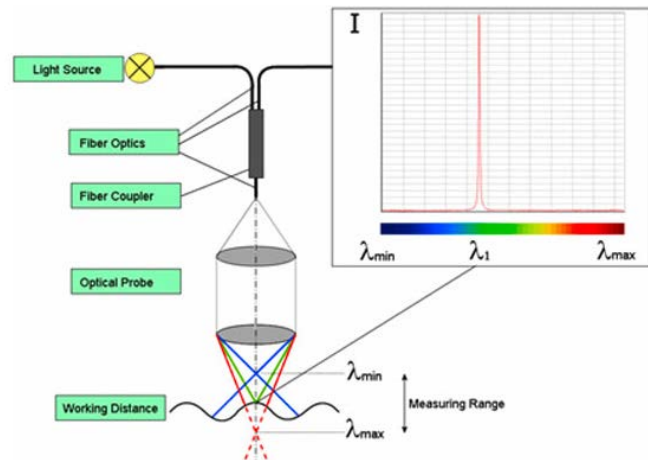 I
Light Source
Fiber Optics
Fiber Coupler
λmin
λ1
λmax
Optical Probe
λmin
Working Distance
Measuring Range
λmax